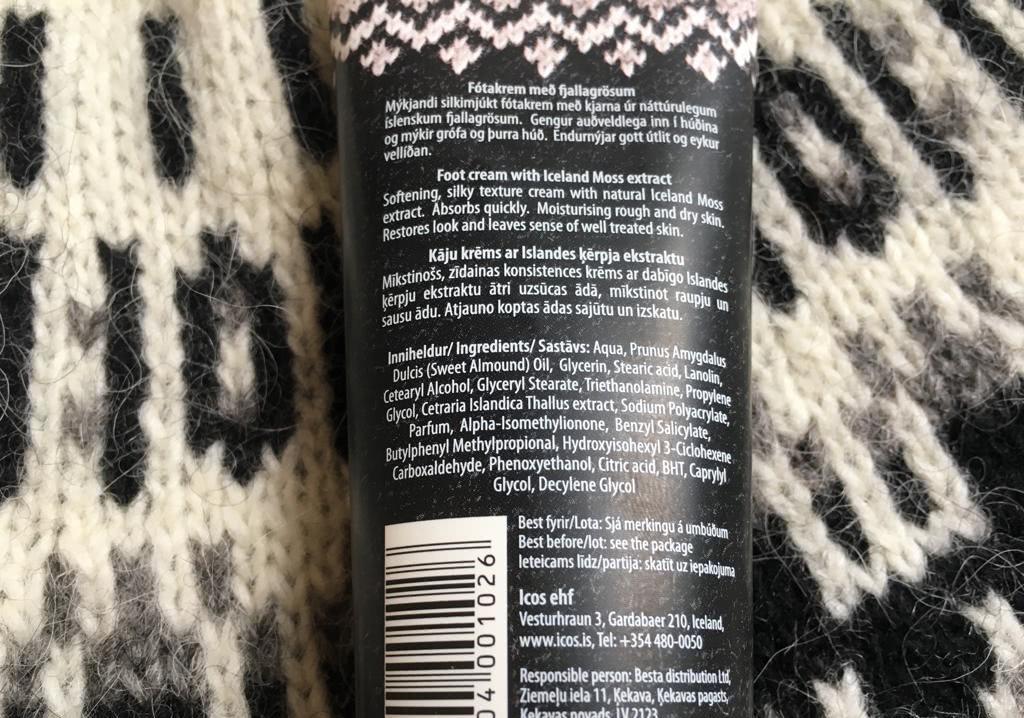 Fótakrem með fjallagrösum
Mýkjandi silkimjúkt fótakrem með kjarna úr náttúrulegum
íslenskum fjallagrösum. Gengur auðveldlega inn í húðina
og mýkir grófa og þurra húð. Endurnýjar gott útlit og eykur
vellíðan.
Foot cream with Iceland Moss extract
Softening, silky texture cream with natural Iceland Moss
extract. Absorbs quickly. Moisturising rough and dry skin.
Restores look and leaves sense of well treated skin.
Kāju krēms ar Islandes ķērpja ekstraktu
Mīkstinošs, zīdainas konsistences krēms ar dabīgo Islandes
ķērpju ekstraktu ātri uzsūcas ādā, mīkstinot raupju un
sausu ādu. Atjauno koptas ādas sajūtu un izskatu.
Inniheldur/ Ingredients/ Sastāvs: Aqua, Prunus Amygdalus
Dulcis (Sweet Almound) Oil, Glycerin, Stearic acid, Lanolin,
Cetearyl Alcohol, Glyceryl Stearate, Triethanolamine, Propylene
Glycol, Cetraria Islandica Thallus extract, Sodium Polyacrylate,
Parfum, Alpha-Isomethylionone, Benzyl Salicylate,
Butylphenyl Methylpropional, Hydroxyisohexyl 3-Ciclohexene
Carboxaldehyde, Phenoxyethanol, Citric acid, BHT, Caprylyl
Glycol, Decylene Glycol
Best fyrir/Lota: Sjá merkingu á umbúðum
Best before/lot: see the package
Ieteicams līdz/partija: skatīt uz iepakojuma
Icos ehf
Vesturhraun 3, Gardabaer 210, Iceland,
www.icos.is, Tel: +354 480-0050
Responsible person: Besta distribution Ltd,
Ziemeļu iela 11, Ķekava, Ķekavas pagasts,
Ķekavas novads, LV 2123
04 001026